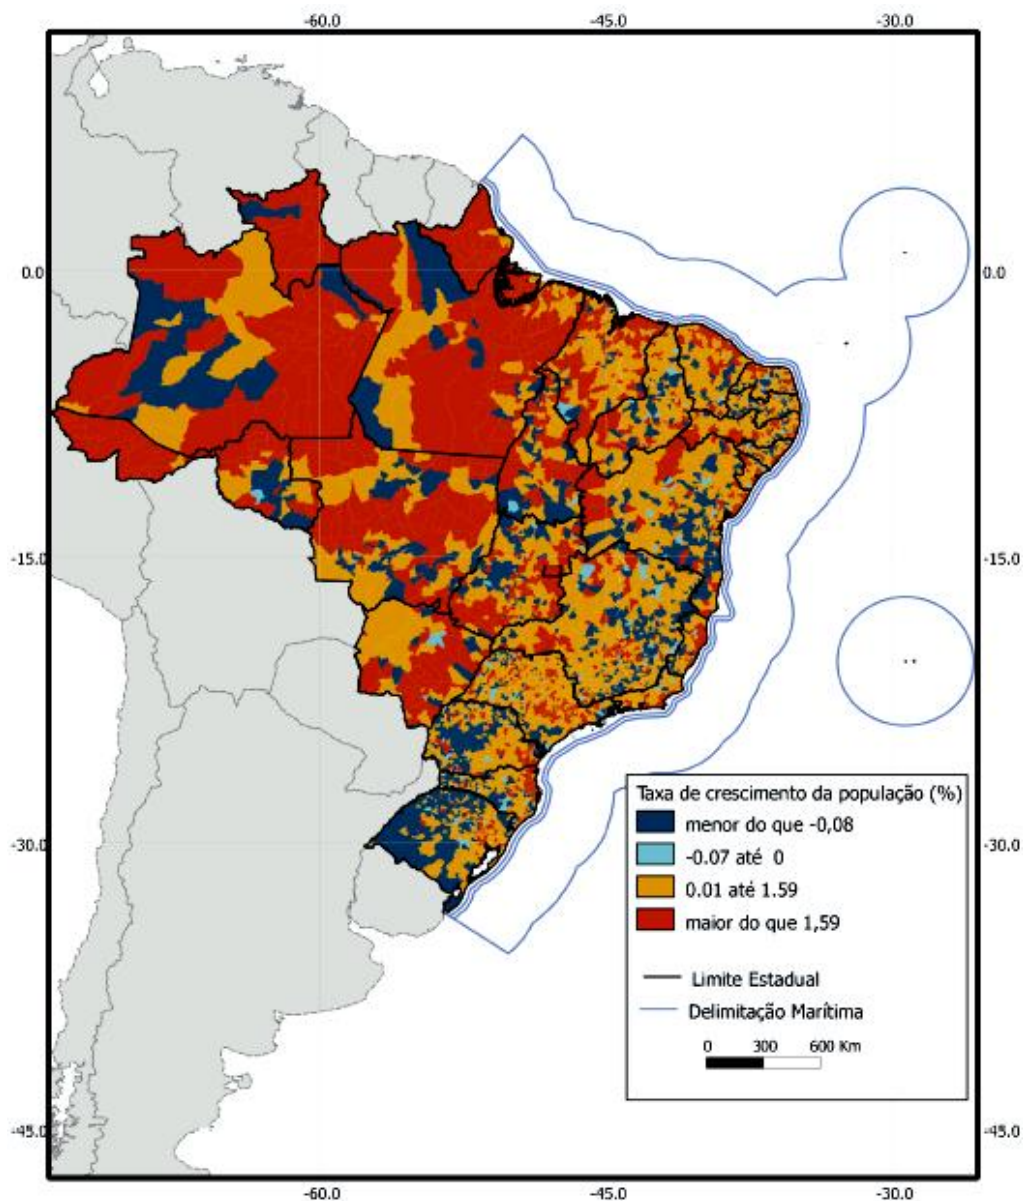 -60.0 -45.0 -30.0
0.0 0.0
-15.0 -15.0
Taxa de crescimento da população (%)
menor do que -0,08
-0.07 até 0
0.01 até 1.59
maior do que 1,59
Limite Estadual
Delimitação Marítima
0 300 600 Km
-30.0 -30.0
-45.0 -45.0
-60.0 -45.0 -30.0